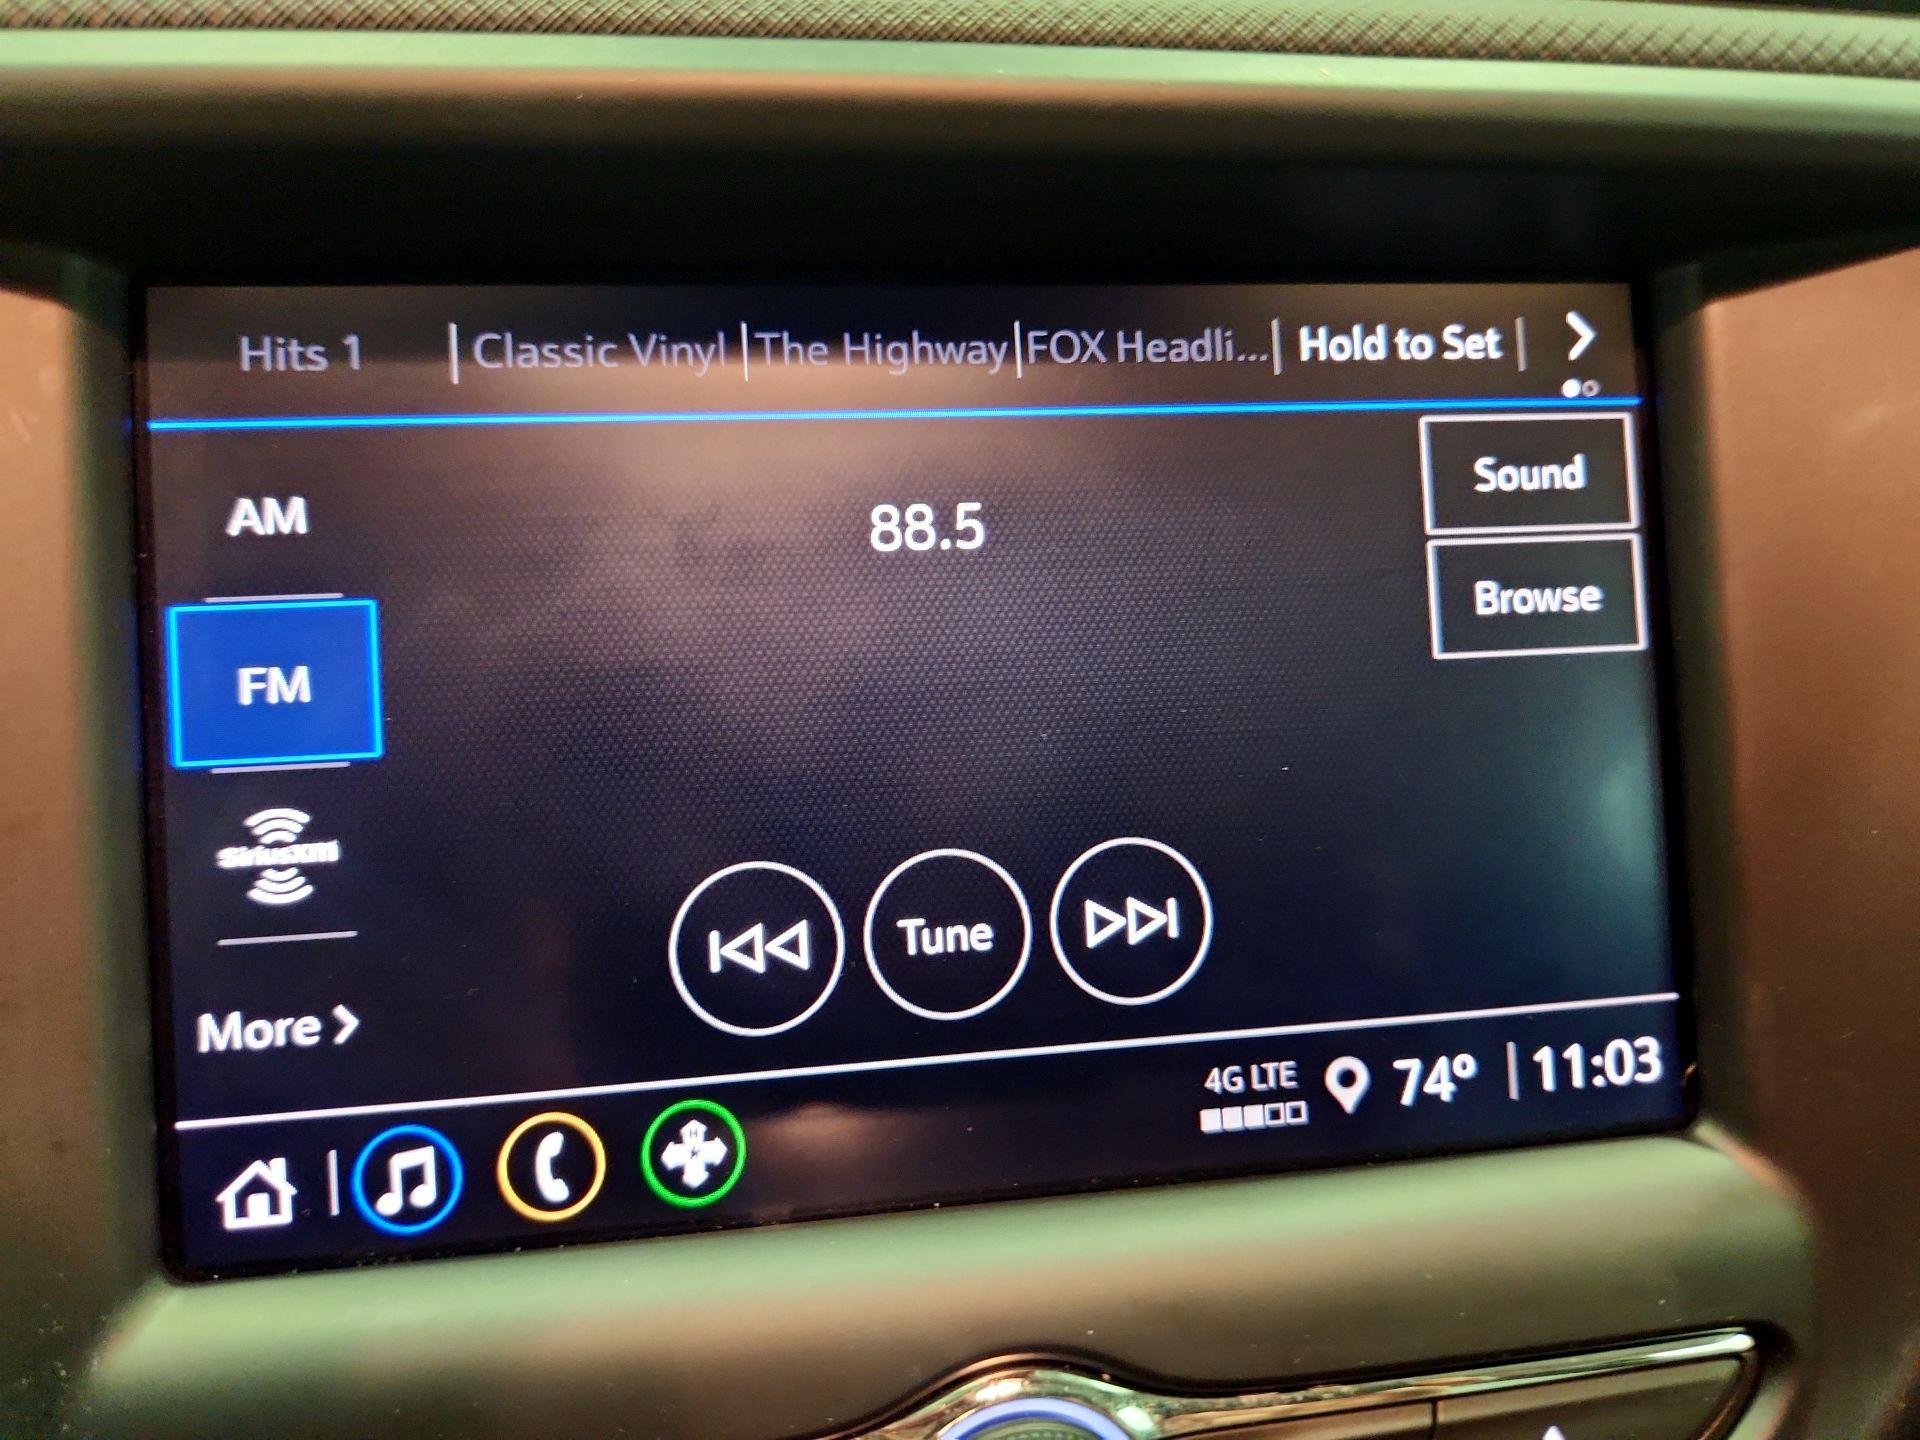 Hits 1 | Classic Vinyl | The Highway | FOX Headli... | Hold to Set |
AM
88.5
Sound
Browse
FM
siriusxm
Tune
More
4G LTE
74° | 11:03